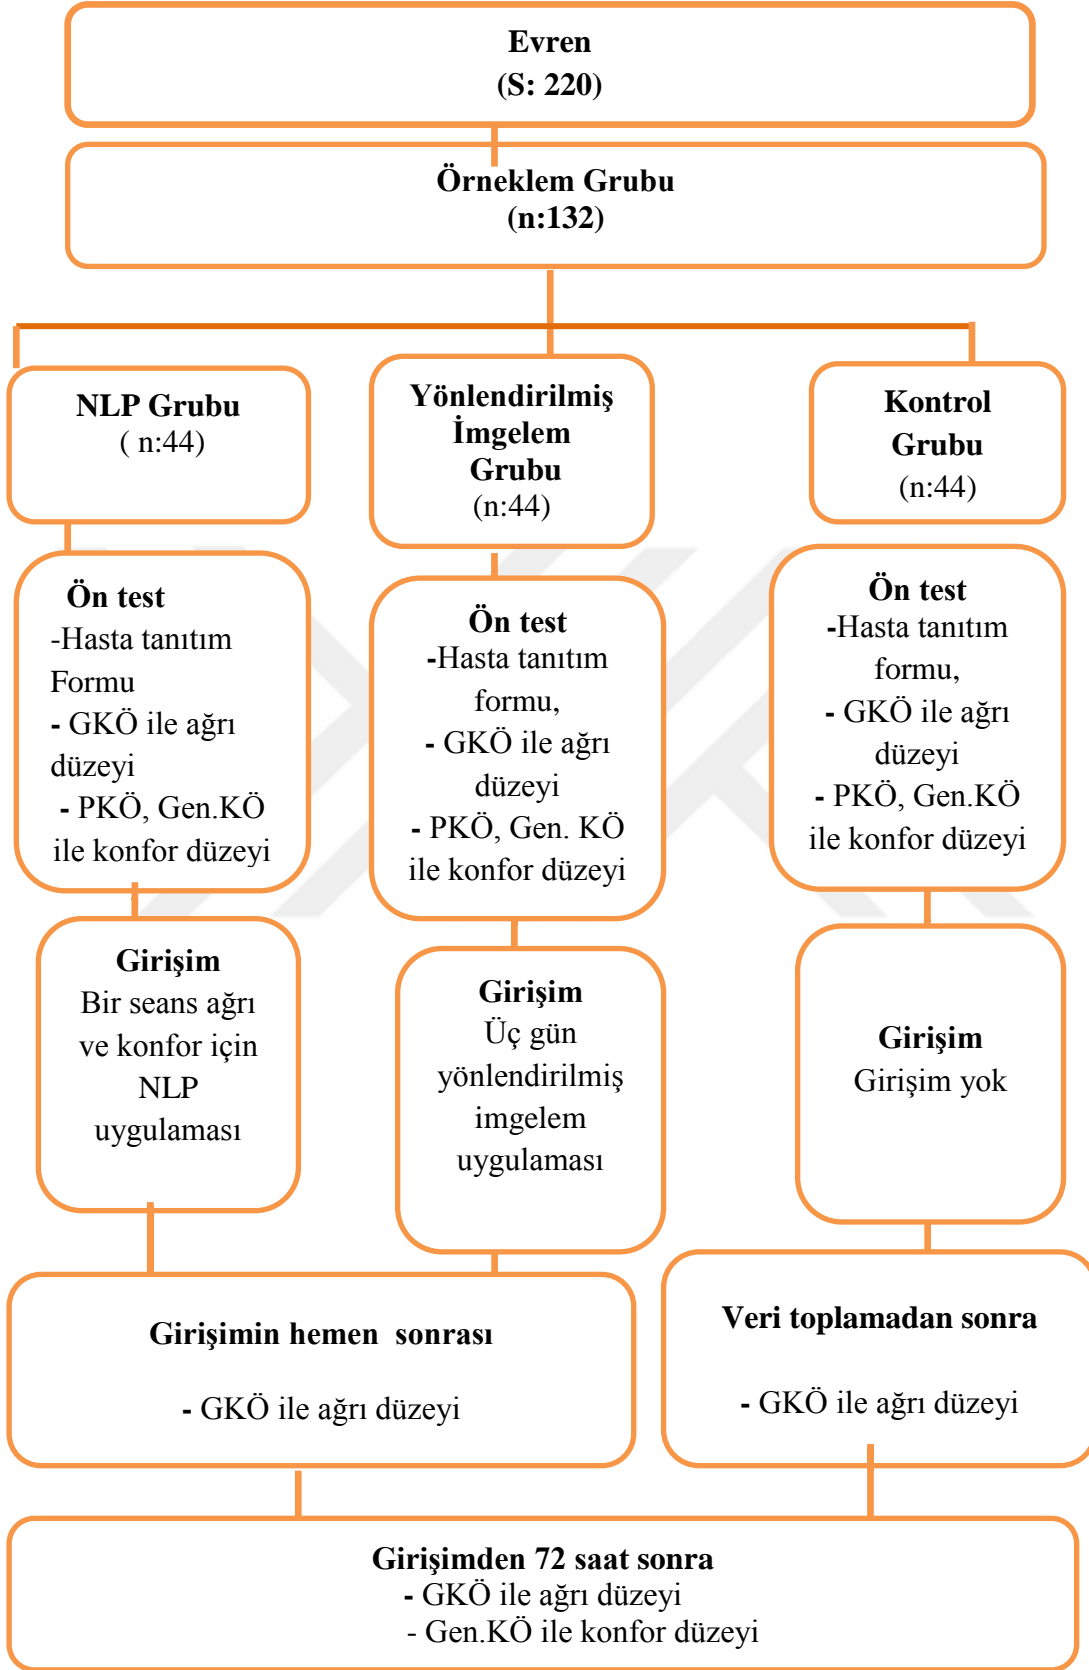 Evren
(S: 220)
Örneklem Grubu
(n:132)
NLP Grubu
( n:44)
Yönlendirilmiş
İmgelem
Grubu
(n:44)
Kontrol
Grubu
(n:44)
Ön test
-Hasta tanıtım
Formu
- GKÖ ile ağrı
düzeyi
- PKÖ, Gen.KÖ
ile konfor düzeyi
Ön test
-Hasta tanıtım
formu,
- GKÖ ile ağrı
düzeyi
- PKÖ, Gen. KÖ
ile konfor düzeyi
Ön test
-Hasta tanıtım
formu,
- GKÖ ile ağrı
düzeyi
- PKÖ, Gen.KÖ
ile konfor düzeyi
Girişim
Bir seans ağrı
ve konfor için
NLP
uygulaması
Girişim
Üç gün
yönlendirilmiş
imgelem
uygulaması
Girişim
Girişim yok
Girişimin hemen  sonrası
- GKÖ ile ağrı düzeyi
Veri toplamadan sonra
- GKÖ ile ağrı düzeyi
Girişimden 72 saat sonra
- GKÖ ile ağrı düzeyi
- Gen.KÖ ile konfor düzeyi